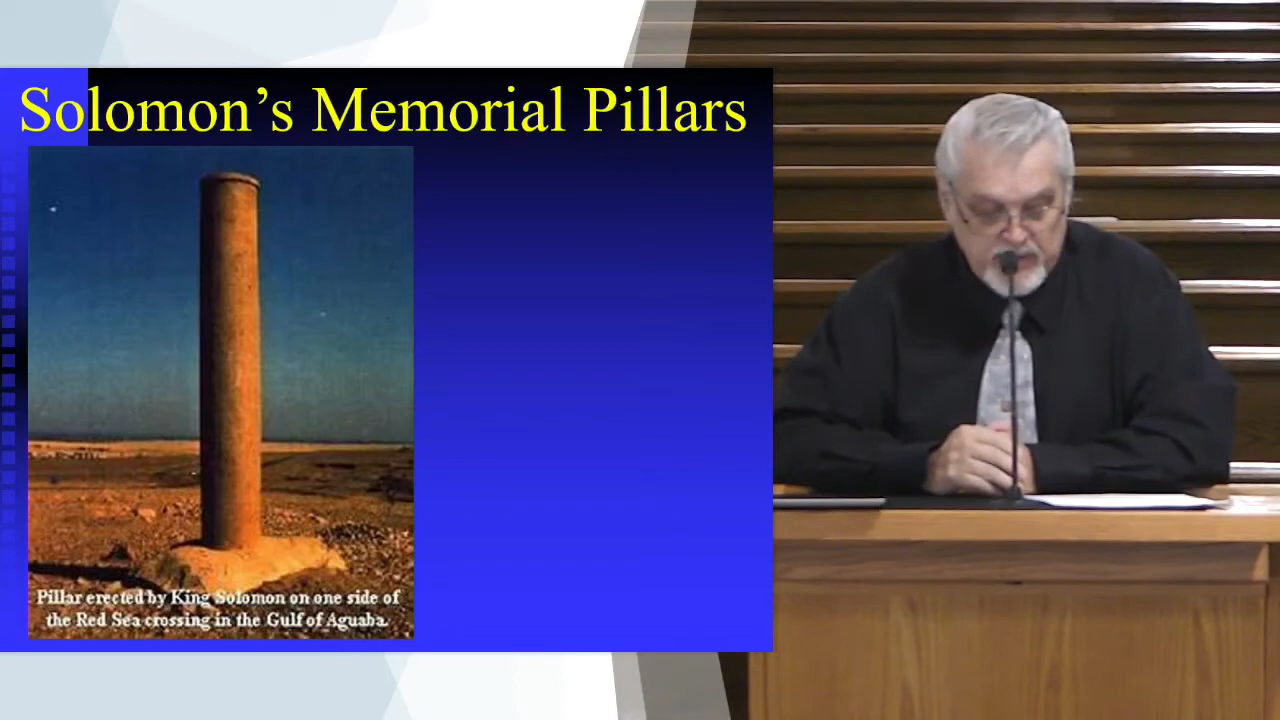 Solomon’s Memorial Pillars
Pillar erected by King Solomon on one side of
the Red Sea crossing in the Gulf of Aguaba.